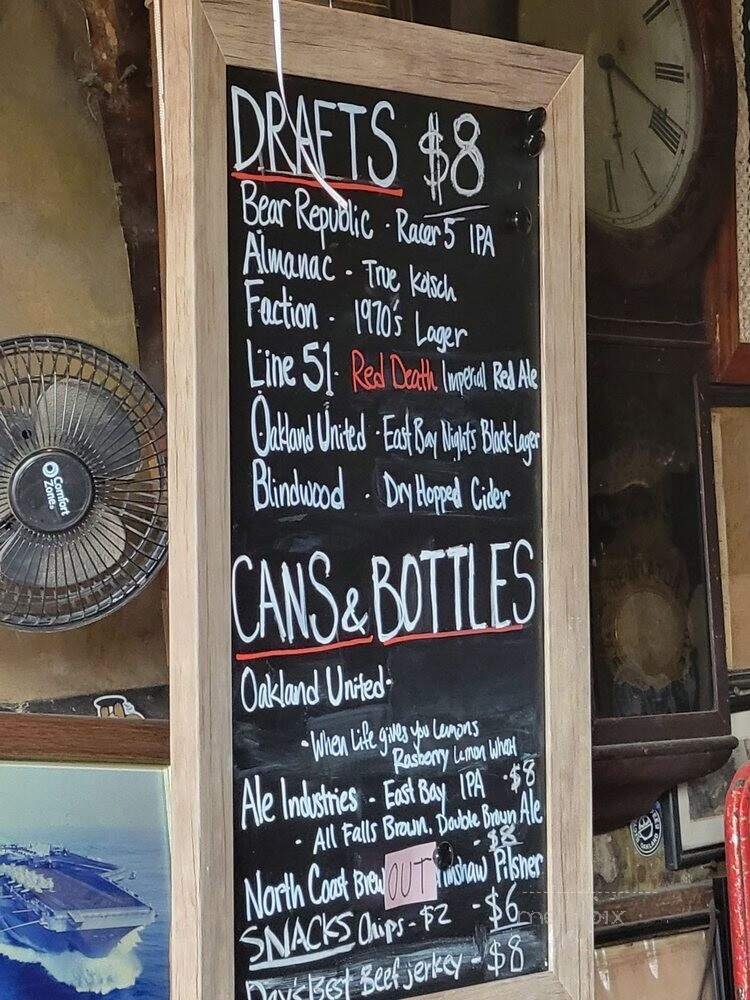 DRAFTS $8
Bear Republic · Racer 5 IPA
Almanac - True Kolsch
Faction - 1970's Lager
Line 51 · Red Death Imperial Red Ale
Oakland United · East Bay Nights Black Lager
Blindwood · Dry Hopped Cider
CANS & BOTTLES
Oakland United·
· When Life gives you Lemons
Rasberry Lemon Wheat
Ale Industries - East Bay IPA · $8
· All Falls Brown. Double Brown Ale
- $8
North Coast Brew OUT Pilsner
- $6
SNACKS Chips - $2
Beef jerkey - $8
Comfort
Zone